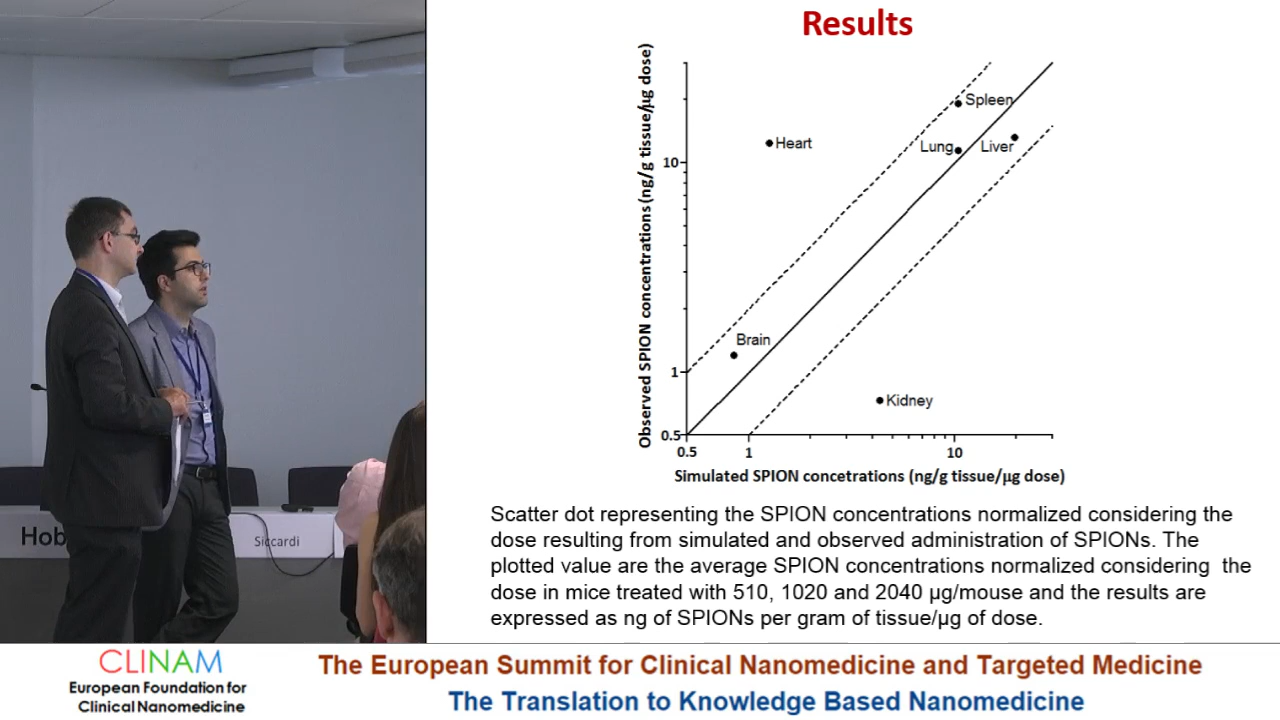 Results
Observed SPION concentrations (ng/g tissue/µg dose)
10
1
0.5
Spleen
Heart
Lung
Liver
Brain
Kidney
0.5
1
10
Simulated SPION concetrations (ng/g tissue/µg dose)
Scatter dot representing the SPION concentrations normalized considering the
dose resulting from simulated and observed administration of SPIONs. The
plotted value are the average SPION concentrations normalized considering the
dose in mice treated with 510, 1020 and 2040 µg/mouse and the results are
expressed as ng of SPIONs per gram of tissue/µg of dose.
Hob
Siccardi
CLINAM
European Foundation for
Clinical Nanomedicine
The European Summit for Clinical Nanomedicine and Targeted Medicine
The Translation to Knowledge Based Nanomedicine